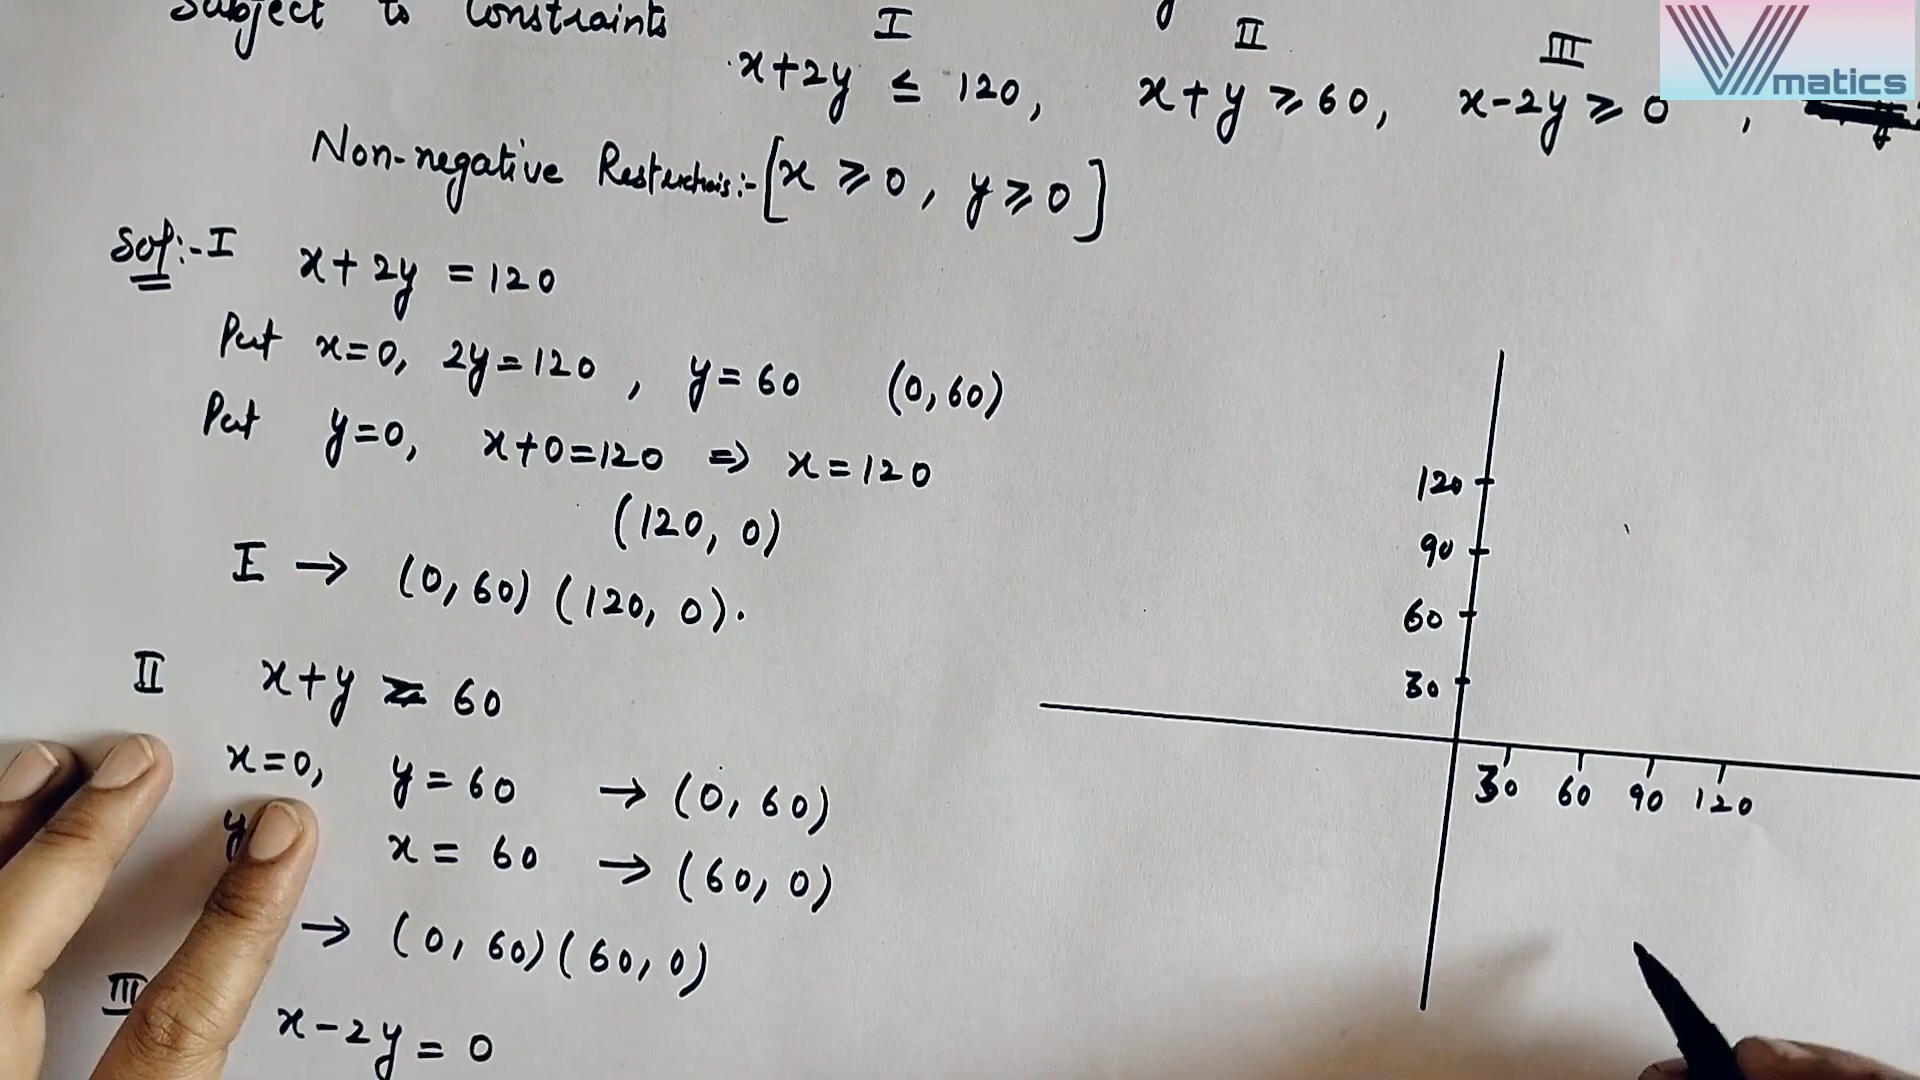 Subject to Constraints
I II III
x+2y ≤ 120, x+y ≥ 60, x-2y ≥ 0 ,
Vmatics
Non-negative :- [x ≥ 0, y ≥ 0]
Sol:- I x+2y = 120
Put x=0, 2y=120, y=60 (0,60)
Put y=0, x+0=120 ⇒ x=120
(120, 0)
I → (0,60) (120, 0).
II x+y = 60
x=0, y=60 → (0,60)
y x=60 → (60,0)
→ (0,60)(60,0)
III x-2y=0
120
90
60
30
30 60 90 120